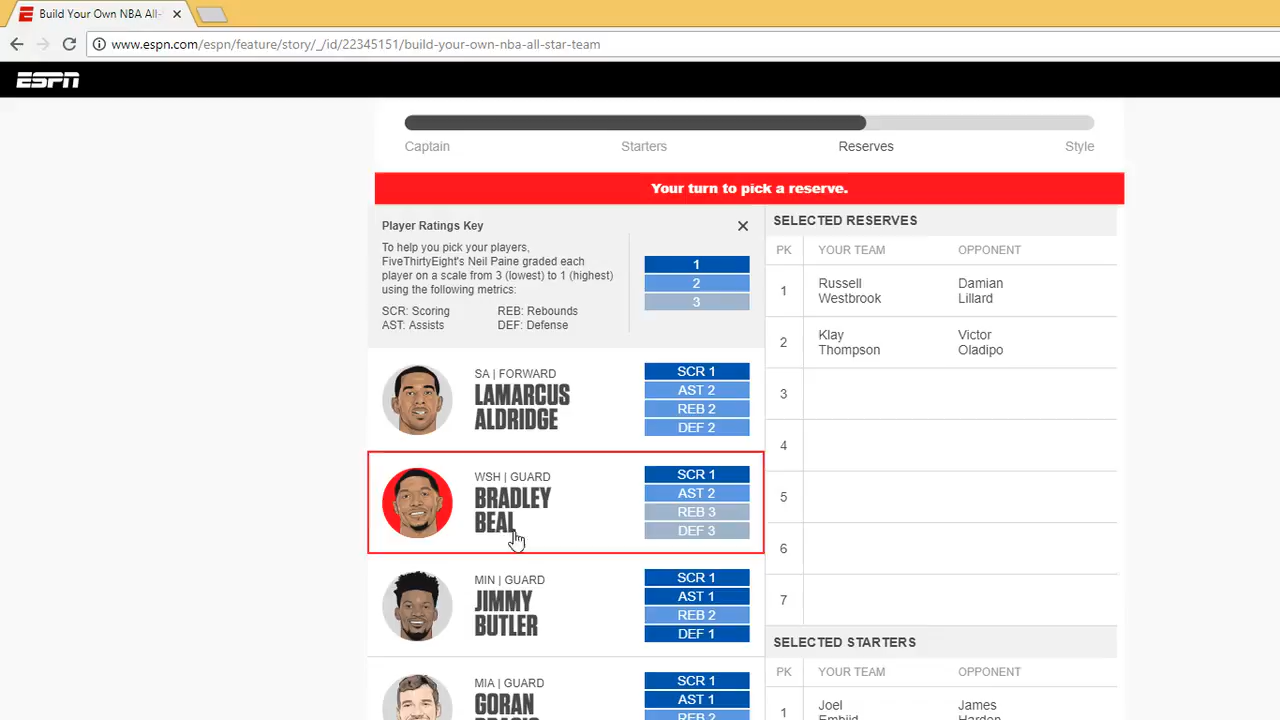 Build Your Own NBA All-
www.espn.com/espn/feature/story/_/id/22345151/build-your-own-nba-all-star-team
ESPN
Captain
Starters
Reserves
Style
Your turn to pick a reserve.
Player Ratings Key
To help you pick your players,
FiveThirtyEight's Neil Paine graded each
player on a scale from 3 (lowest) to 1 (highest)
using the following metrics:
SCR: Scoring
REB: Rebounds
AST: Assists
DEF: Defense
1
2
3
SA | FORWARD
LAMARCUS
ALDRIDGE
SCR 1
AST 2
REB 2
DEF 2
WSH | GUARD
BRADLEY
BEAL
SCR 1
AST 2
REB 3
DEF 3
MIN | GUARD
JIMMY
BUTLER
SCR 1
AST 1
REB 2
DEF 1
MIA | GUARD
GORAN
SCR 1
AST 1
REB 2
SELECTED RESERVES
PK
YOUR TEAM
OPPONENT
1
Russell
Westbrook
Damian
Lillard
2
Klay
Thompson
Victor
Oladipo
3
4
5
6
7
SELECTED STARTERS
PK
YOUR TEAM
OPPONENT
1
Joel
Embiid
James
Harden